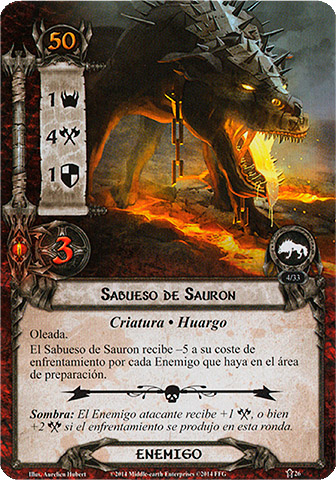 50
1
4
1
3
4/33
Sabueso de Sauron
Criatura • Huargo
Oleada.
El Sabueso de Sauron recibe –5 a su coste de
enfrentamiento por cada Enemigo que haya en el área
de preparación.
Sombra: El Enemigo atacante recibe +1, o bien
+2 si el enfrentamiento se produjo en esta ronda.
ENEMIGO
Illus. Aurelien Hubert ©2014 Middle-earth Enterprises ©2014 FFG 26